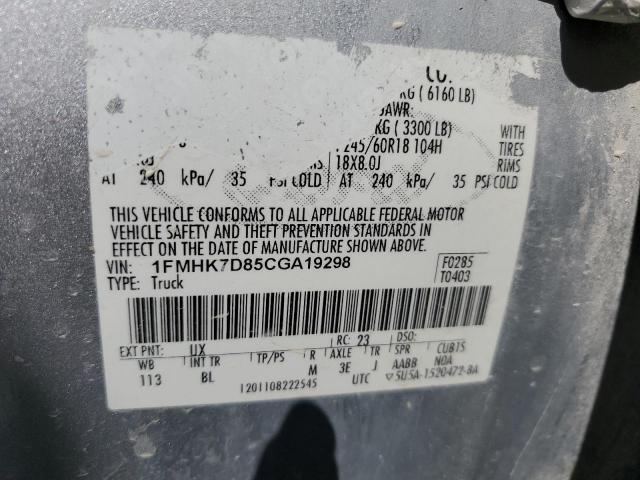 KG ( 6160 LB)
KG ( 3300 LB) WITH
245/60R18 104H TIRES
18X8.0J RIMS
AT 240 kPa/ 35 PSI COLD AT 240 kPa/ 35 PSI COLD
THIS VEHICLE CONFORMS TO ALL APPLICABLE FEDERAL MOTOR
VEHICLE SAFETY AND THEFT PREVENTION STANDARDS IN
EFFECT ON THE DATE OF MANUFACTURE SHOWN ABOVE.
VIN: 1FMHK7D85CGA19298 F0285
TYPE: Truck T0403
EXT PNT: UX RC: 23 DSO:
WB INT TR TP/PS R AXLE TR SPR CUBIS
113 BL M 3E J AABB NOA
1201108222545 UTC 5U5A-1520472-BA